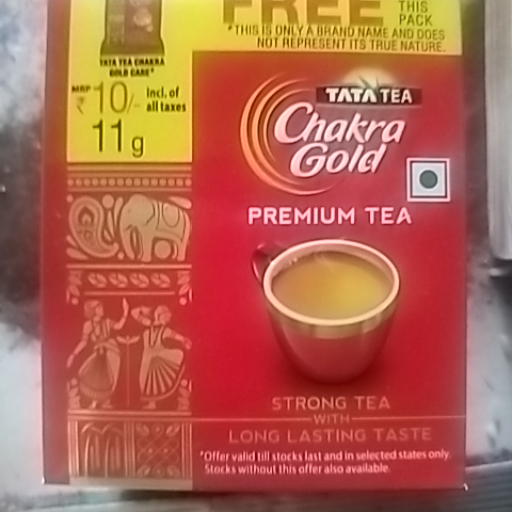 FREE THIS
PACK
*THIS IS ONLY A BRAND NAME AND DOES
NOT REPRESENT ITS TRUE NATURE.
TATA TEA CHAKRA
GOLD CARE*
MRP ₹ 10/- Incl. of
all taxes
11g
TATA TEA
Chakra
Gold
PREMIUM TEA
STRONG TEA
WITH
LONG LASTING TASTE
*Offer valid till stocks last and in selected states only.
Stocks without this offer also available.